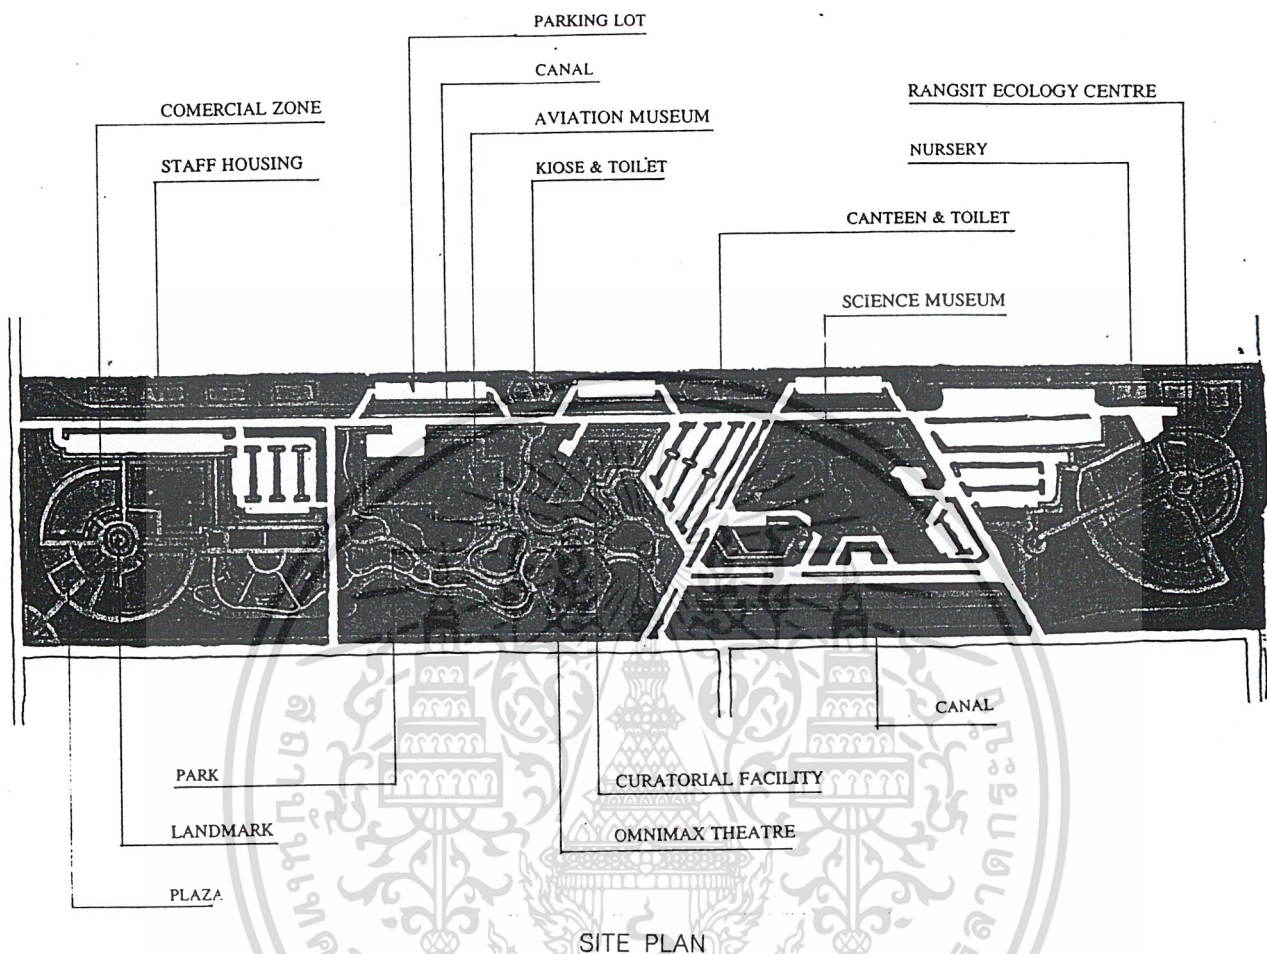 PARKING LOT
CANAL
RANGSIT ECOLOGY CENTRE
COMERCIAL ZONE
AVIATION MUSEUM
NURSERY
STAFF HOUSING
KIOSE & TOILET
CANTEEN & TOILET
SCIENCE MUSEUM
CANAL
PARK
CURATORIAL FACILITY
LANDMARK
OMNIMAX THEATRE
PLAZA
SITE PLAN